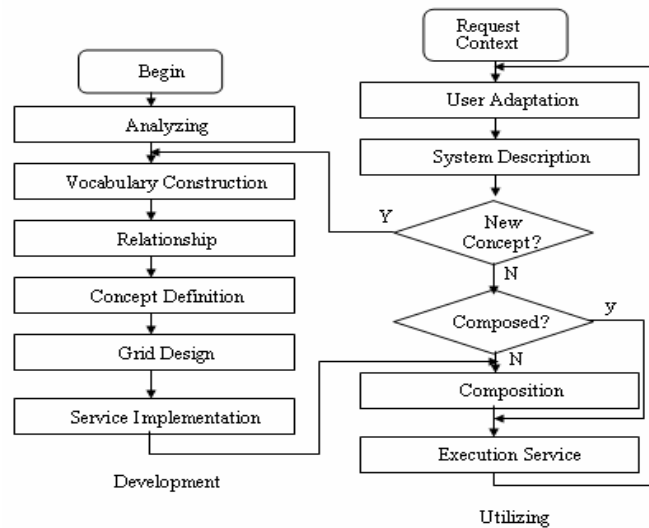 Begin
Analyzing
Vocabulary Construction
Relationship
Concept Definition
Grid Design
Service Implementation
Development
Request
Context
User Adaptation
System Description
New
Concept?
Y
N
Composed?
y
N
Composition
Execution Service
Utilizing